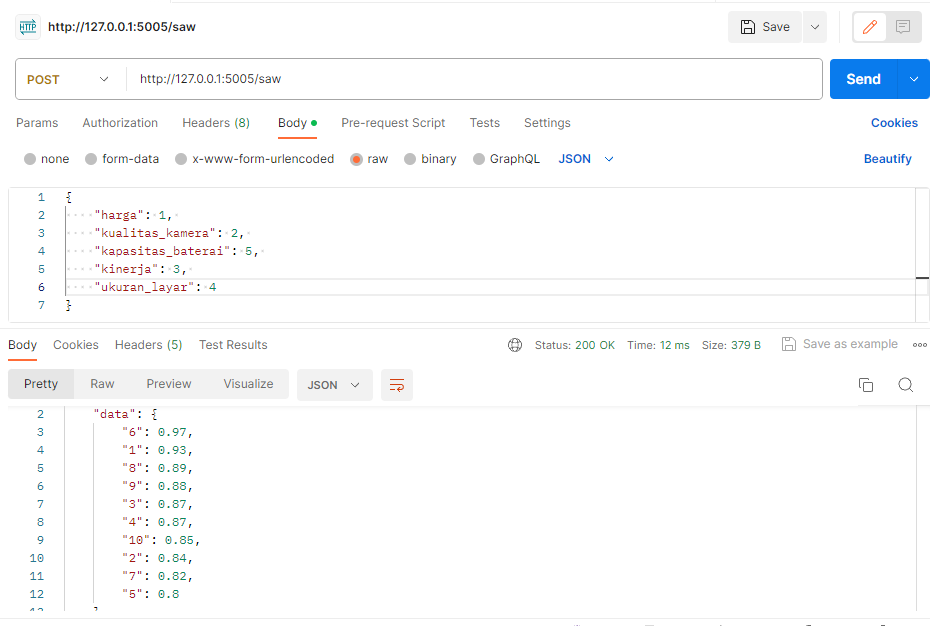 HTTP http://127.0.0.1:5005/saw Save
POST http://127.0.0.1:5005/saw Send
Params Authorization Headers (8) Body Pre-request Script Tests Settings Cookies
none form-data x-www-form-urlencoded raw binary GraphQL JSON Beautify
1 {
2 "harga": 1,
3 "kualitas_kamera": 2,
4 "kapasitas_baterai": 5,
5 "kinerja": 3,
6 "ukuran_layar": 4
7 }
Body Cookies Headers (5) Test Results Status: 200 OK Time: 12 ms Size: 379 B Save as example
Pretty Raw Preview Visualize JSON
2 "data": {
3 "6": 0.97,
4 "1": 0.93,
5 "8": 0.89,
6 "9": 0.88,
7 "3": 0.87,
8 "4": 0.87,
9 "10": 0.85,
10 "2": 0.84,
11 "7": 0.82,
12 "5": 0.8